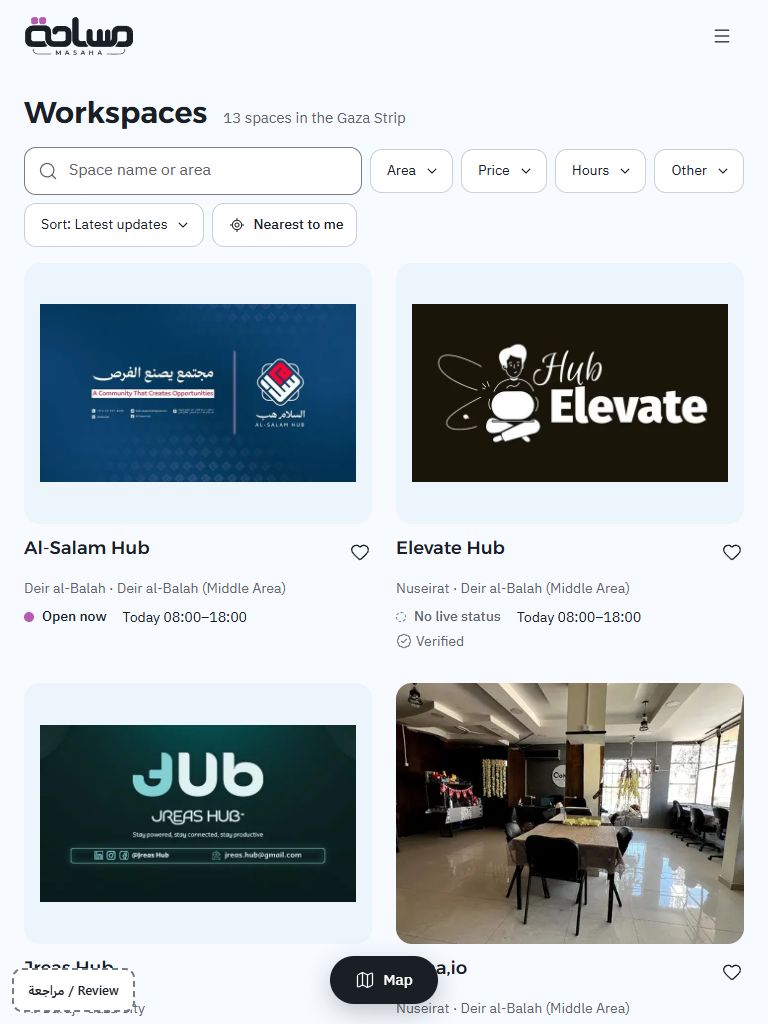 مساحة
MASAHA
Workspaces
13 spaces in the Gaza Strip
Space name or area
Area
Price
Hours
Other
Sort: Latest updates
Nearest to me
مجتمع يصنع الفرص
A Community That Creates Opportunities
السلام هب
AL-SALAM HUB
Hub
Elevate
Al-Salam Hub
Deir al-Balah · Deir al-Balah (Middle Area)
Open now
Today 08:00–18:00
Elevate Hub
Nuseirat · Deir al-Balah (Middle Area)
No live status
Today 08:00–18:00
Verified
JREAS HUB
Stay powered, stay connected, stay productive
@Jreas Hub
jreas.hub@gmail.com
Jreas Hub
a,io
Map
مراجعة / Review
Nuseirat · Deir al-Balah (Middle Area)